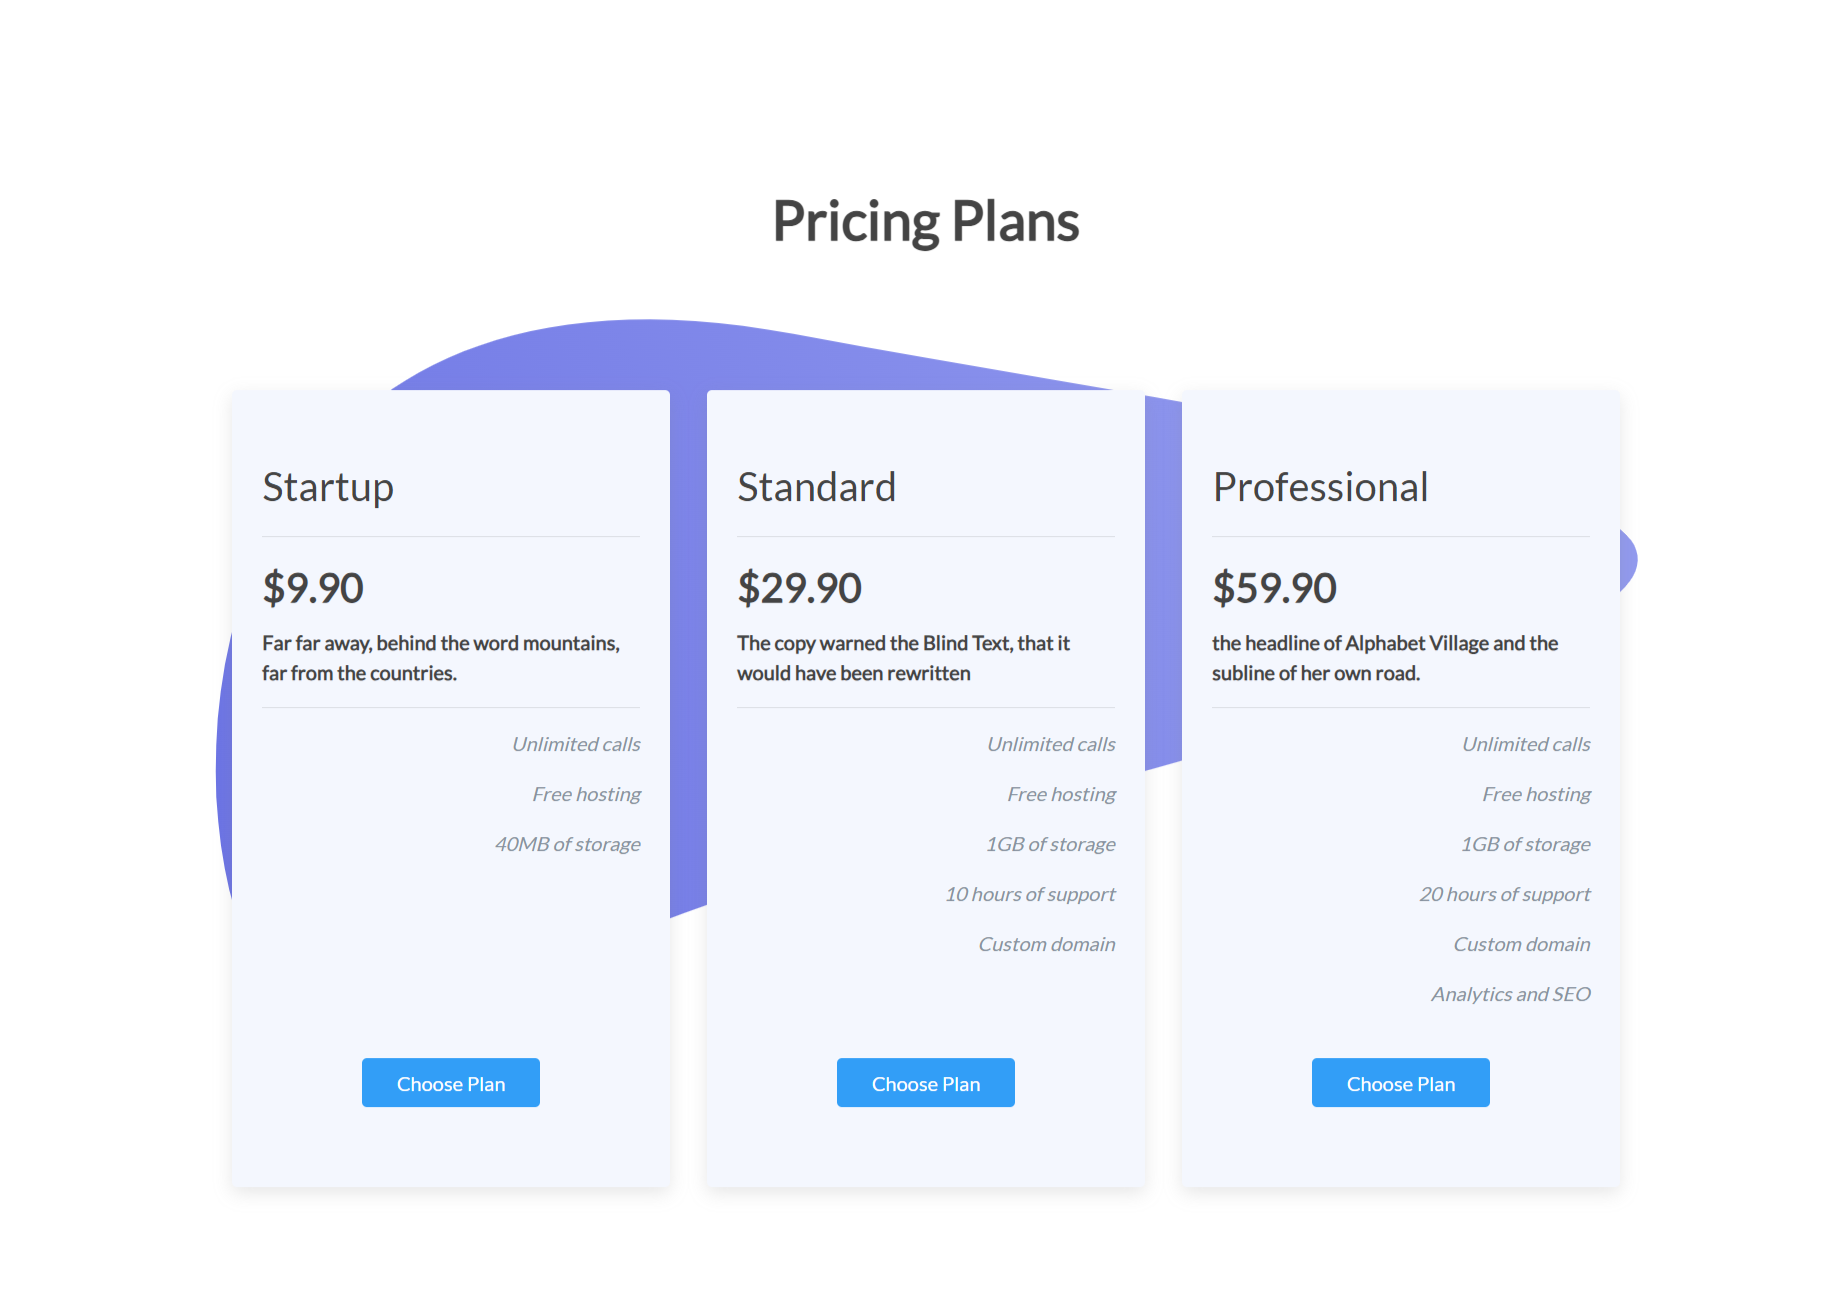 Pricing Plans
Startup
$9.90
Far far away, behind the word mountains,
far from the countries.
Unlimited calls
Free hosting
40MB of storage
Choose Plan
Standard
$29.90
The copy warned the Blind Text, that it
would have been rewritten
Unlimited calls
Free hosting
1GB of storage
10 hours of support
Custom domain
Choose Plan
Professional
$59.90
the headline of Alphabet Village and the
subline of her own road.
Unlimited calls
Free hosting
1GB of storage
20 hours of support
Custom domain
Analytics and SEO
Choose Plan